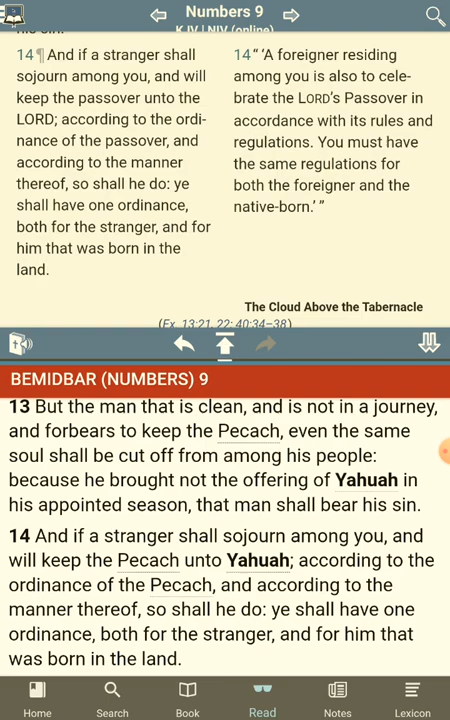 Numbers 9
KJV | NIV (online)
his sin.
14¶ And if a stranger shall
sojourn among you, and will
keep the passover unto the
LORD; according to the ordi-
nance of the passover, and
according to the manner
thereof, so shall he do: ye
shall have one ordinance,
both for the stranger, and for
him that was born in the
land.
14 “ ‘A foreigner residing
among you is also to cele-
brate the LORD’s Passover in
accordance with its rules and
regulations. You must have
the same regulations for
both the foreigner and the
native-born.’ ”
The Cloud Above the Tabernacle
(Ex. 13:21, 22; 40:34–38)
BEMIDBAR (NUMBERS) 9
13 But the man that is clean, and is not in a journey,
and forbears to keep the Pecach, even the same
soul shall be cut off from among his people:
because he brought not the offering of Yahuah in
his appointed season, that man shall bear his sin.
14 And if a stranger shall sojourn among you, and
will keep the Pecach unto Yahuah; according to the
ordinance of the Pecach, and according to the
manner thereof, so shall he do: ye shall have one
ordinance, both for the stranger, and for him that
was born in the land.
Home Search Book Read Notes Lexicon